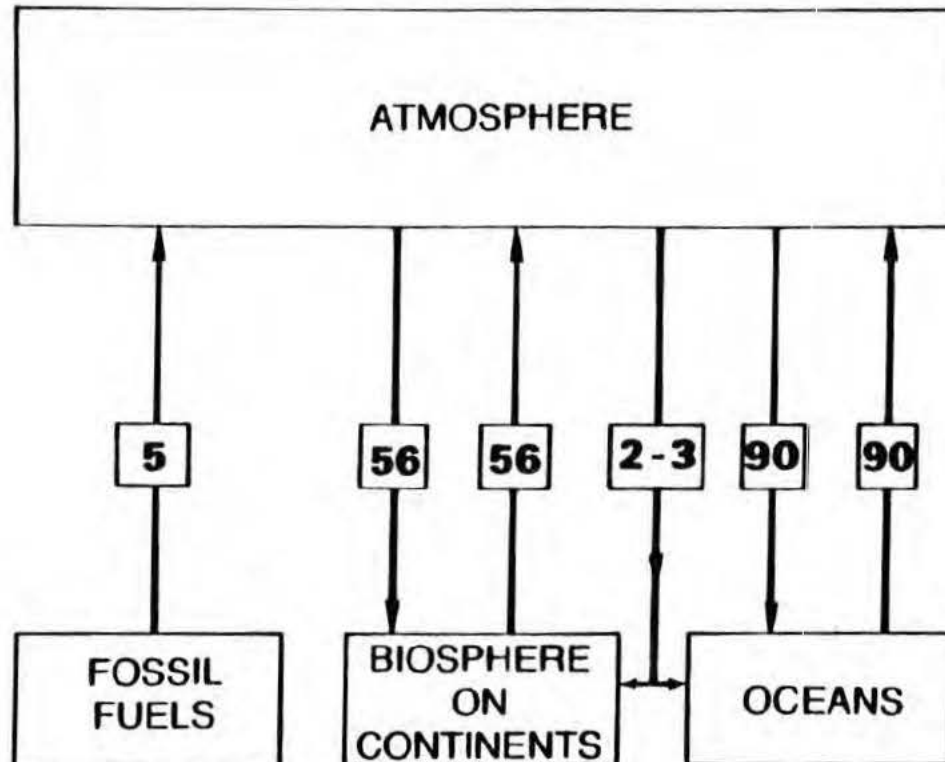 ATMOSPHERE
5
56
56
2-3
90
90
FOSSIL
FUELS
BIOSPHERE
ON
CONTINENTS
OCEANS